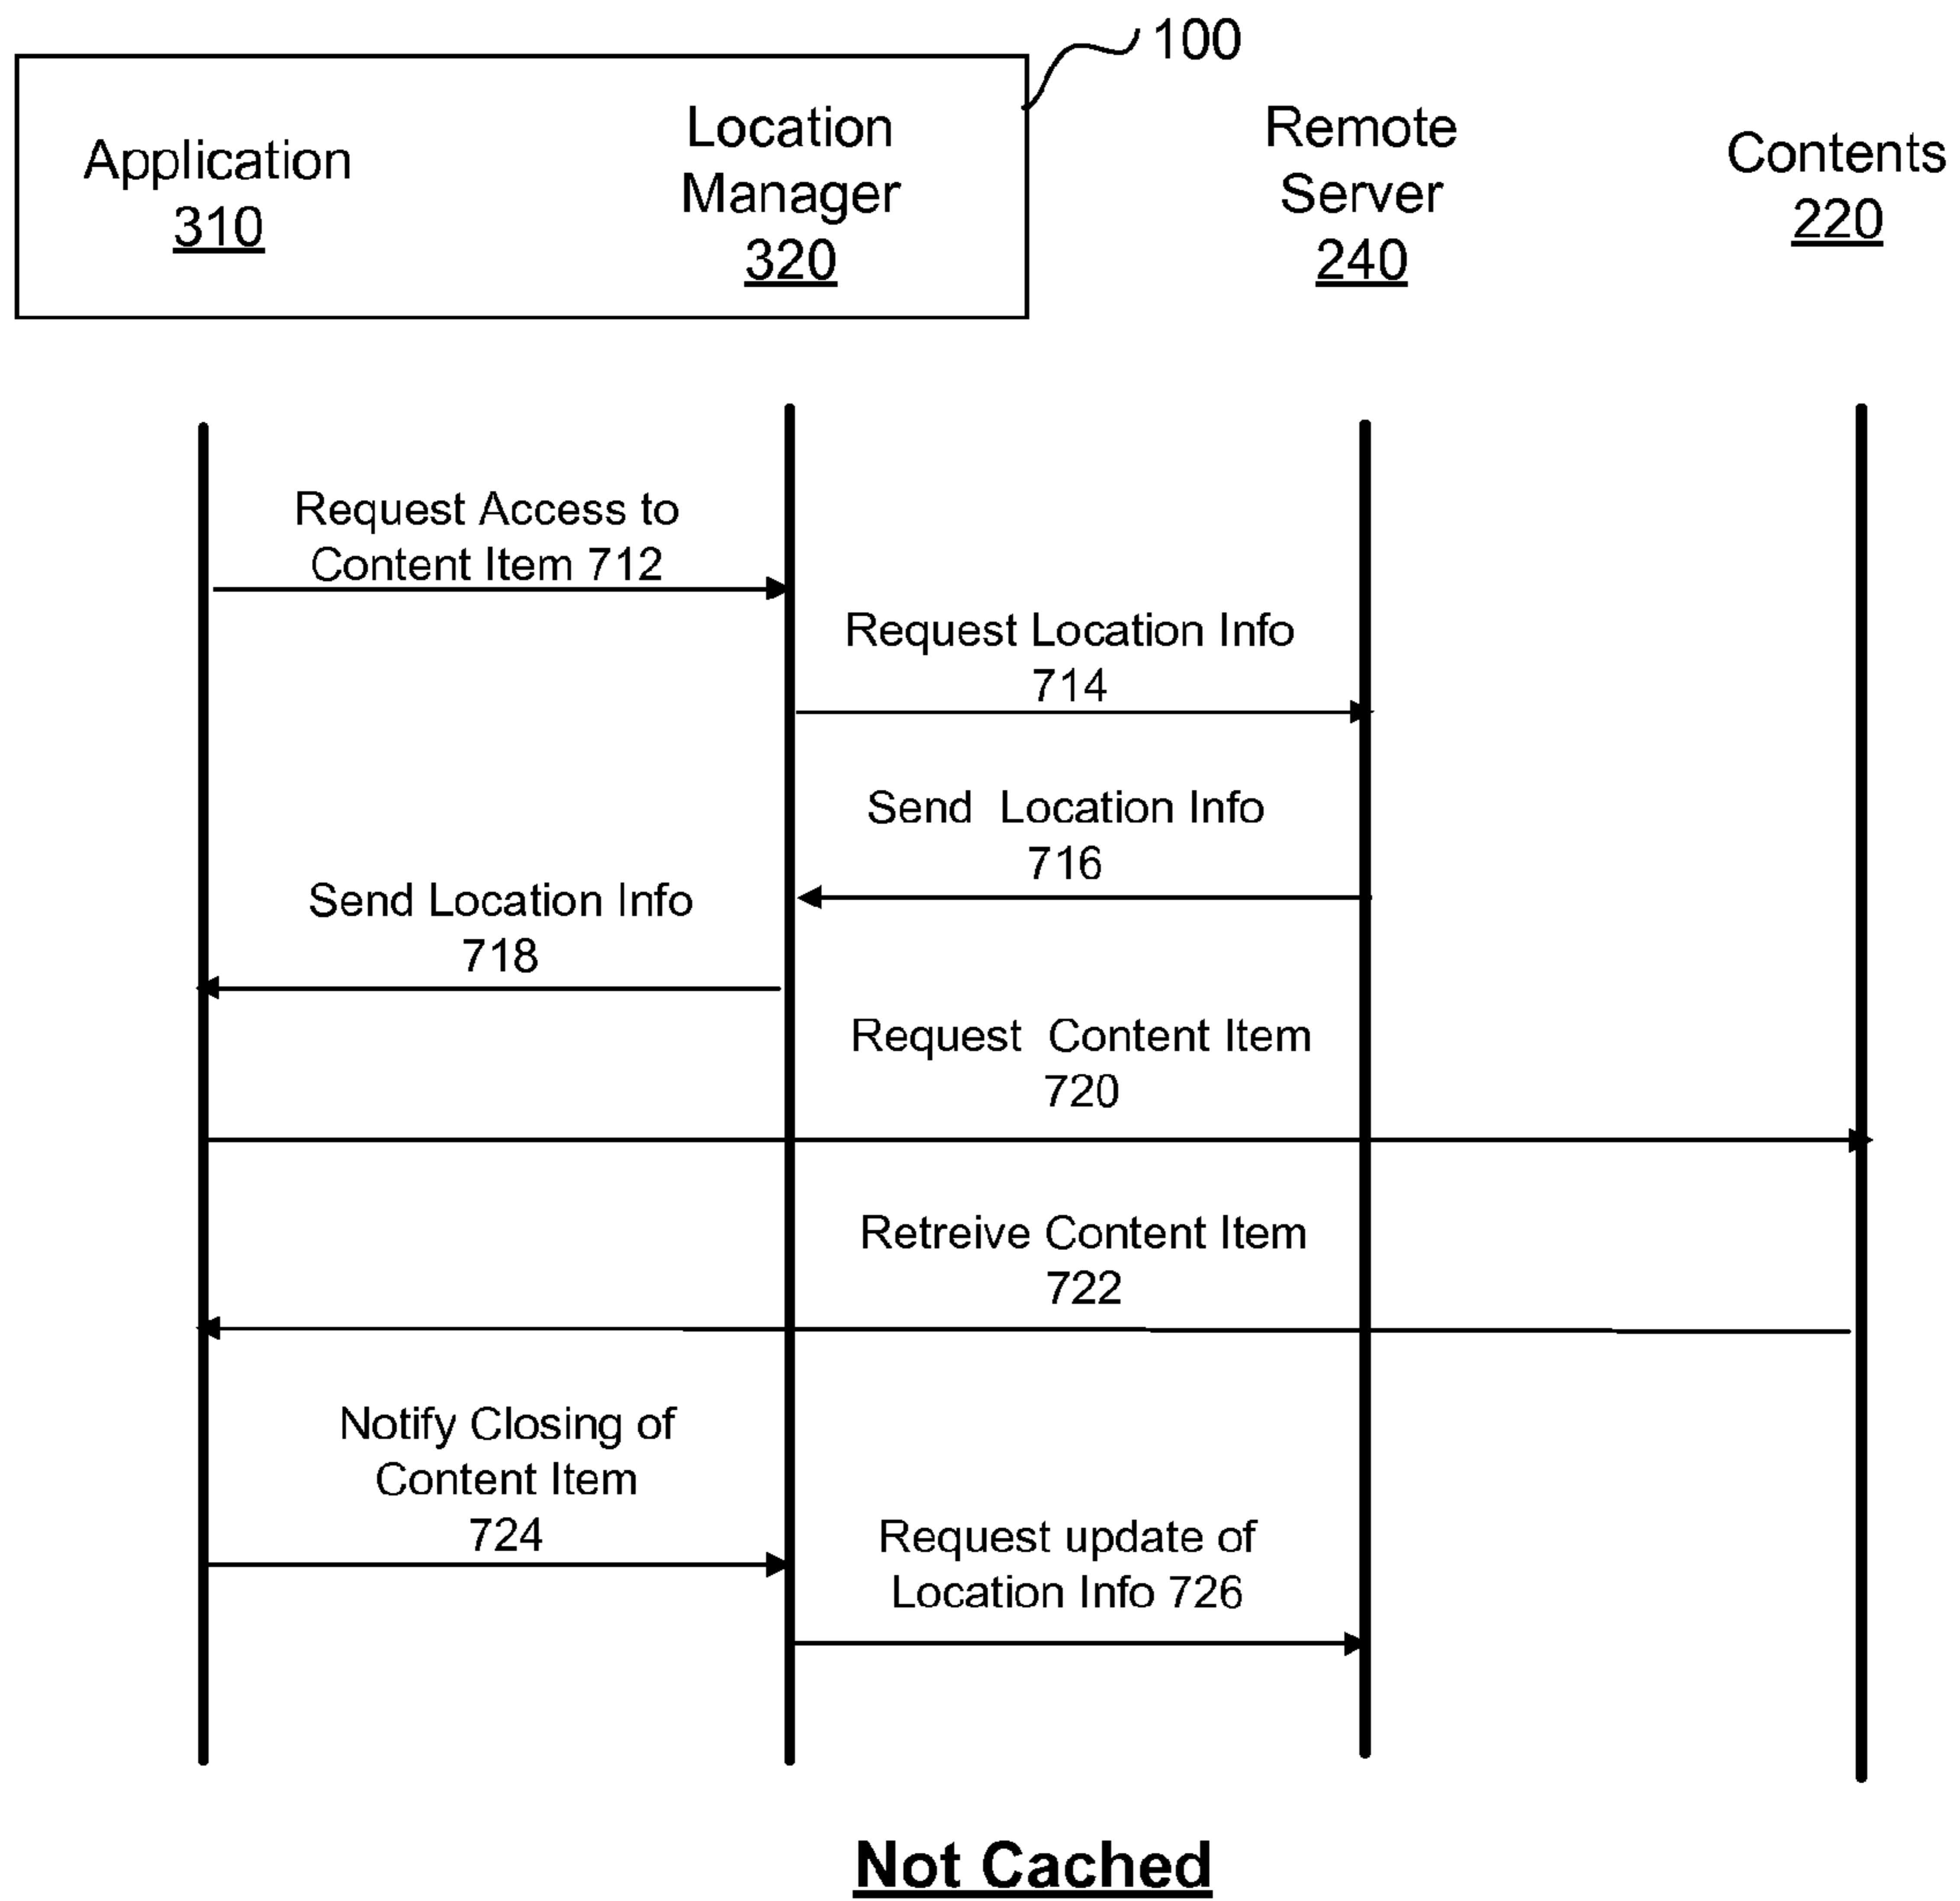 100
Application
310
Location
Manager
320
Remote
Server
240
Contents
220
Request Access to
Content Item 712
Request Location Info
714
Send Location Info
716
Send Location Info
718
Request Content Item
720
Retreive Content Item
722
Notify Closing of
Content Item
724
Request update of
Location Info 726
Not Cached